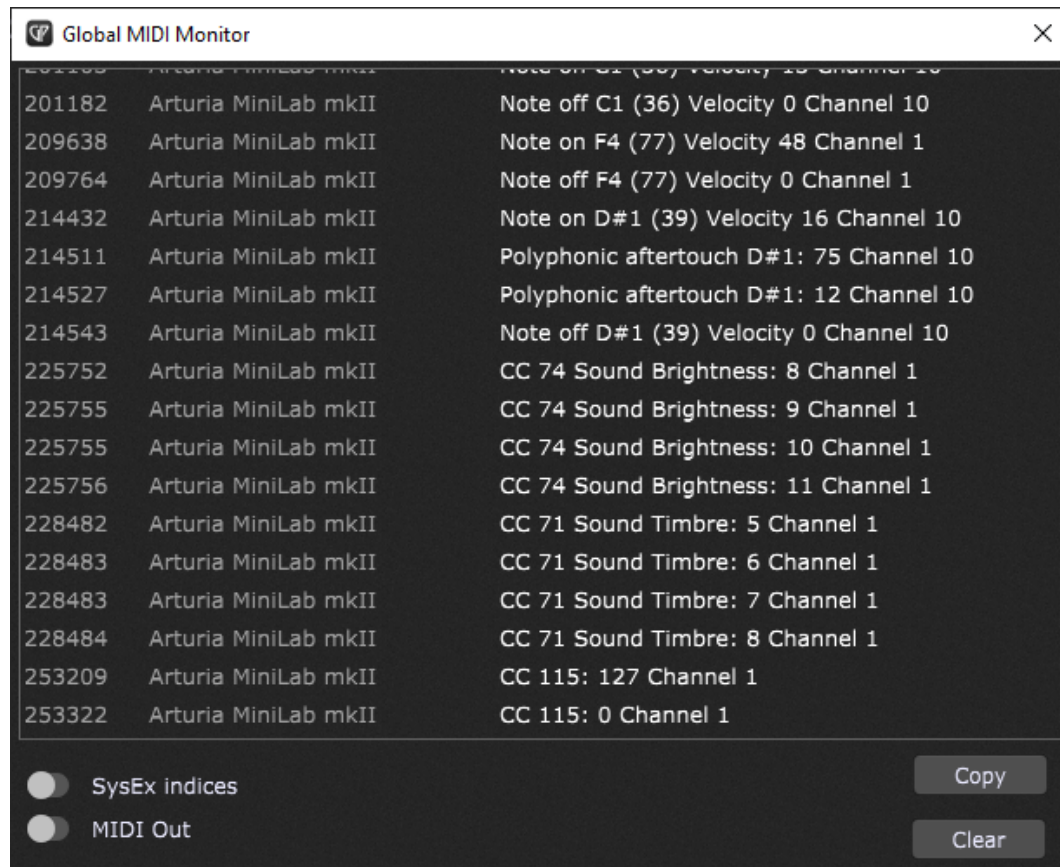 Global MIDI Monitor
201182 Arturia MiniLab mkII Note off C1 (36) Velocity 0 Channel 10
209638 Arturia MiniLab mkII Note on F4 (77) Velocity 48 Channel 1
209764 Arturia MiniLab mkII Note off F4 (77) Velocity 0 Channel 1
214432 Arturia MiniLab mkII Note on D#1 (39) Velocity 16 Channel 10
214511 Arturia MiniLab mkII Polyphonic aftertouch D#1: 75 Channel 10
214527 Arturia MiniLab mkII Polyphonic aftertouch D#1: 12 Channel 10
214543 Arturia MiniLab mkII Note off D#1 (39) Velocity 0 Channel 10
225752 Arturia MiniLab mkII CC 74 Sound Brightness: 8 Channel 1
225755 Arturia MiniLab mkII CC 74 Sound Brightness: 9 Channel 1
225755 Arturia MiniLab mkII CC 74 Sound Brightness: 10 Channel 1
225756 Arturia MiniLab mkII CC 74 Sound Brightness: 11 Channel 1
228482 Arturia MiniLab mkII CC 71 Sound Timbre: 5 Channel 1
228483 Arturia MiniLab mkII CC 71 Sound Timbre: 6 Channel 1
228483 Arturia MiniLab mkII CC 71 Sound Timbre: 7 Channel 1
228484 Arturia MiniLab mkII CC 71 Sound Timbre: 8 Channel 1
253209 Arturia MiniLab mkII CC 115: 127 Channel 1
253322 Arturia MiniLab mkII CC 115: 0 Channel 1
SysEx indices
Copy
MIDI Out
Clear